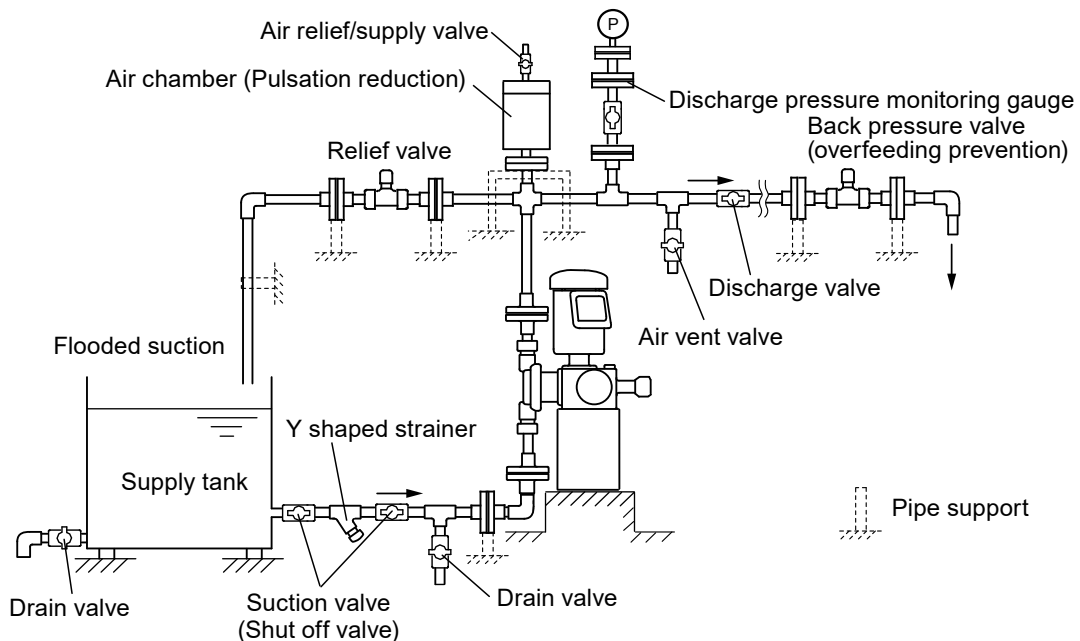 Air relief/supply valve
P
Air chamber (Pulsation reduction)
Discharge pressure monitoring gauge
Back pressure valve
(overfeeding prevention)
Relief valve
Discharge valve
Air vent valve
Flooded suction
Y shaped strainer
Supply tank
Pipe support
Drain valve
Suction valve
(Shut off valve)
Drain valve